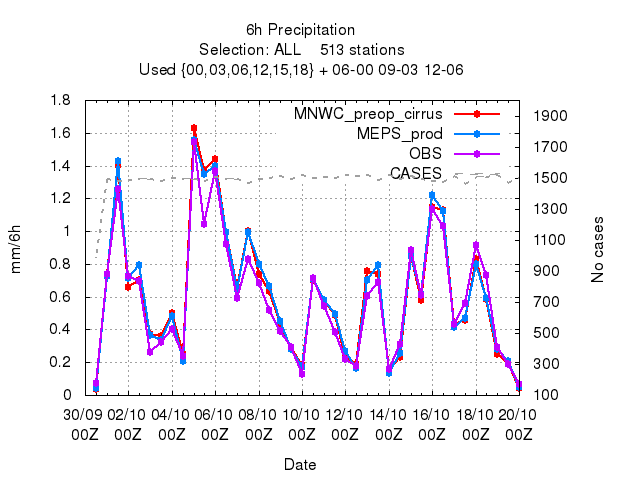 6h Precipitation
Selection: ALL    513 stations
Used {00,03,06,12,15,18} + 06-00 09-03 12-06
MNWC_preop_cirrus
MEPS_prod
OBS
CASES
mm/6h
1.8
1.6
1.4
1.2
1
0.8
0.6
0.4
0.2
0
No cases
1900
1700
1500
1300
1100
900
700
500
300
100
30/09 02/10 04/10 06/10 08/10 10/10 12/10 14/10 16/10 18/10 20/10
00Z 00Z 00Z 00Z 00Z 00Z 00Z 00Z 00Z 00Z 00Z
Date